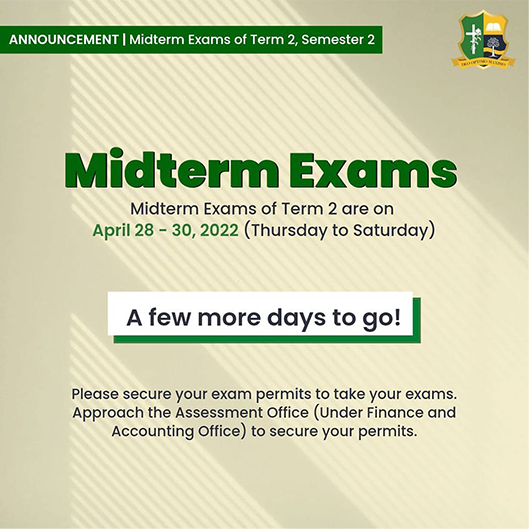 ANNOUNCEMENT | Midterm Exams of Term 2, Semester 2
Midterm Exams
Midterm Exams of Term 2 are on
April 28 - 30, 2022 (Thursday to Saturday)
A few more days to go!
Please secure your exam permits to take your exams.
Approach the Assessment Office (Under Finance and
Accounting Office) to secure your permits.